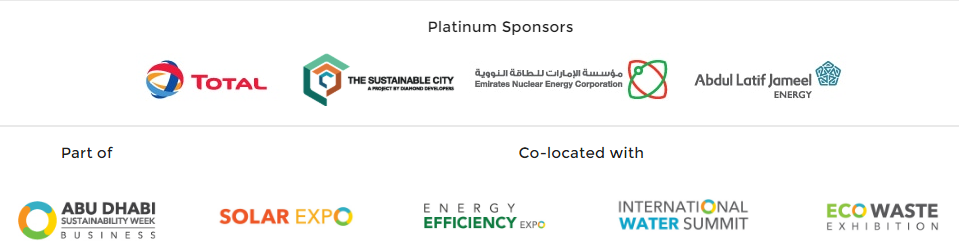 Platinum Sponsors
TOTAL
THE SUSTAINABLE CITY
A PROJECT BY DIAMOND DEVELOPERS
مؤسسة الإمارات للطاقة النووية
Emirates Nuclear Energy Corporation
Abdul Latif Jameel
ENERGY
Part of
Co-located with
ABU DHABI
SUSTAINABILITY WEEK
BUSINESS
SOLAR EXPO
ENERGY
EFFICIENCY EXPO
INTERNATIONAL
WATER SUMMIT
ECO WASTE
EXHIBITION